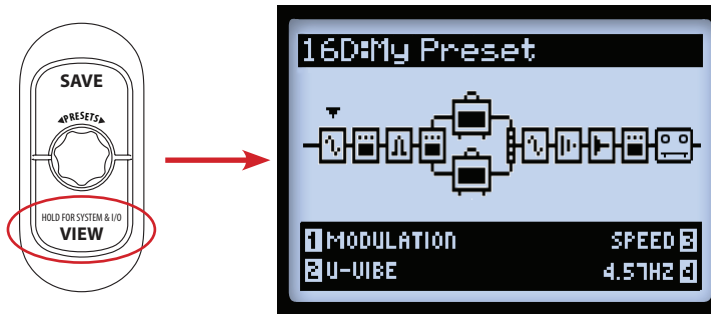 SAVE
◀PRESETS▶
HOLD FOR SYSTEM & I/O
VIEW
16D:My Preset
1 MODULATION SPEED 3
2 U-VIBE 4.57HZ 4